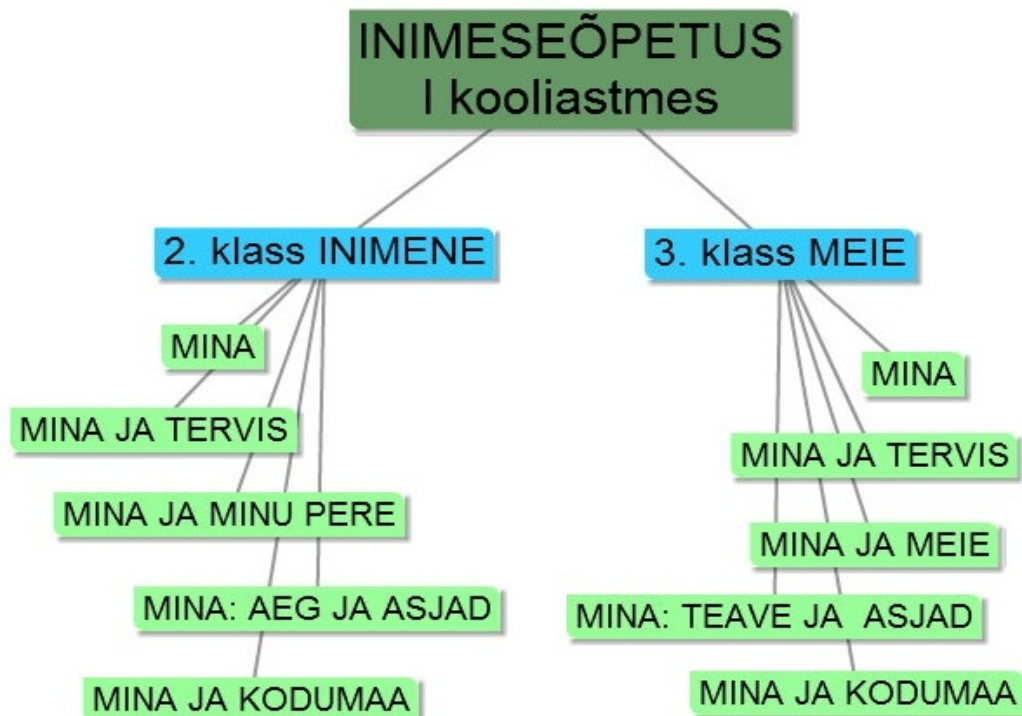 INIMESEÕPETUS
I kooliastmes
2. klass INIMENE
MINA
MINA JA TERVIS
MINA JA MINU PERE
MINA: AEG JA ASJAD
MINA JA KODUMAA
3. klass MEIE
MINA
MINA JA TERVIS
MINA JA MEIE
MINA: TEAVE JA ASJAD
MINA JA KODUMAA